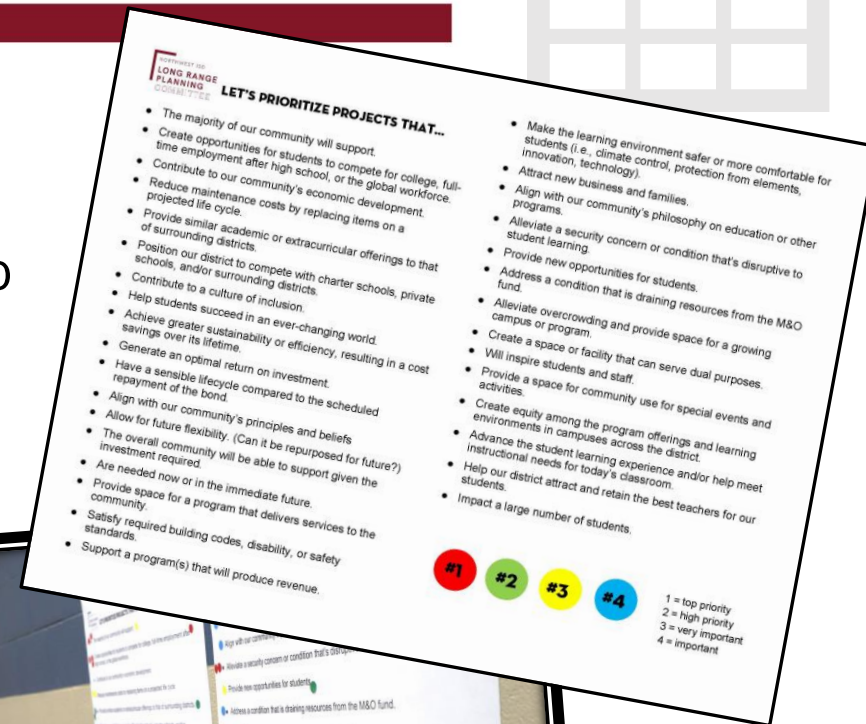 NORTHWEST ISD
LONG RANGE
PLANNING
COMMITTEE
LET'S PRIORITIZE PROJECTS THAT...
• The majority of our community will support.
• Create opportunities for students to compete for college, full-
time employment after high school, or the global workforce.
• Contribute to our community's economic development.
• Reduce maintenance costs by replacing items on a
projected life cycle.
• Provide similar academic or extracurricular offerings to that
of surrounding districts.
• Position our district to compete with charter schools, private
schools, and/or surrounding districts.
• Contribute to a culture of inclusion.
• Help students succeed in an ever-changing world.
• Achieve greater sustainability or efficiency, resulting in a cost
savings over its lifetime.
• Generate an optimal return on investment.
• Have a sensible lifecycle compared to the scheduled
repayment of the bond.
• Align with our community's principles and beliefs
• Allow for future flexibility. (Can it be repurposed for future?)
• The overall community will be able to support given the
investment required.
• Are needed now or in the immediate future.
• Provide space for a program that delivers services to the
community.
• Satisfy required building codes, disability, or safety
standards.
• Support a program(s) that will produce revenue.
• Make the learning environment safer or more comfortable for
students (i.e., climate control, protection from elements,
innovation, technology).
• Attract new business and families.
• Align with our community's philosophy on education or other
programs.
• Alleviate a security concern or condition that's disruptive to
student learning.
• Provide new opportunities for students.
• Address a condition that is draining resources from the M&O
fund.
• Alleviate overcrowding and provide space for a growing
campus or program.
• Create a space or facility that can serve dual purposes.
• Will inspire students and staff.
• Provide a space for community use for special events and
activities.
• Create equity among the program offerings and learning
environments in campuses across the district.
• Advance the student learning experience and/or help meet
instructional needs for today's classroom.
• Help our district attract and retain the best teachers for our
students.
• Impact a large number of students.
#1 #2 #3 #4
1 = top priority
2 = high priority
3 = very important
4 = important
Align with our
Alleviate a security concern or condition that's
Provide new opportunities for students.
Address a condition that is draining resources from the M&O fund.